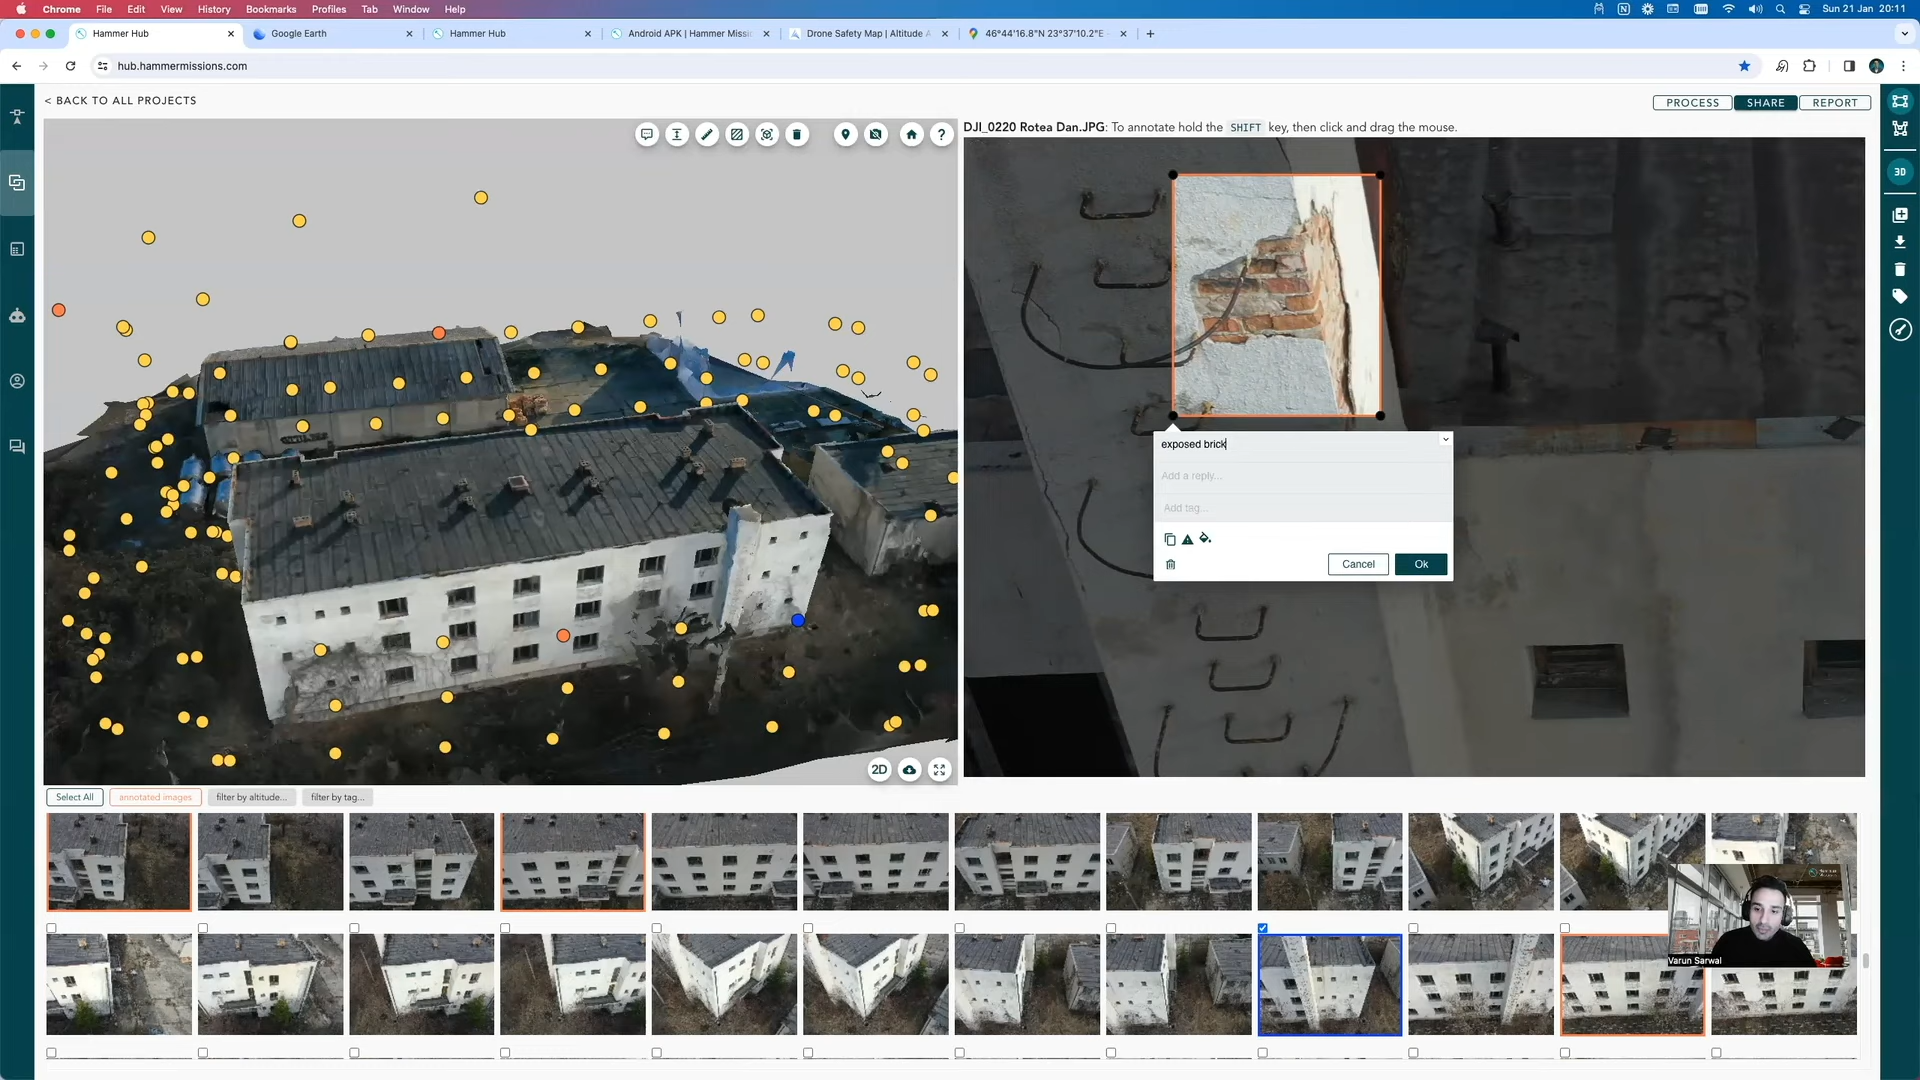 Chrome File Edit View History Bookmarks Profiles Tab Window Help Sun 21 Jan 20:11
Hammer Hub Google Earth Hammer Hub Android APK | Hammer Missi Drone Safety Map | Altitude A 46°44'16.8"N 23°37'10.2"E
hub.hammermissions.com
< BACK TO ALL PROJECTS
PROCESS SHARE REPORT
DJI_0220 Rotea Dan.JPG: To annotate hold the SHIFT key, then click and drag the mouse.
3D
exposed brick
Add a reply...
Add tag...
Cancel Ok
2D
Select All annotated images filter by altitude... filter by tag...
Varun Sarwal